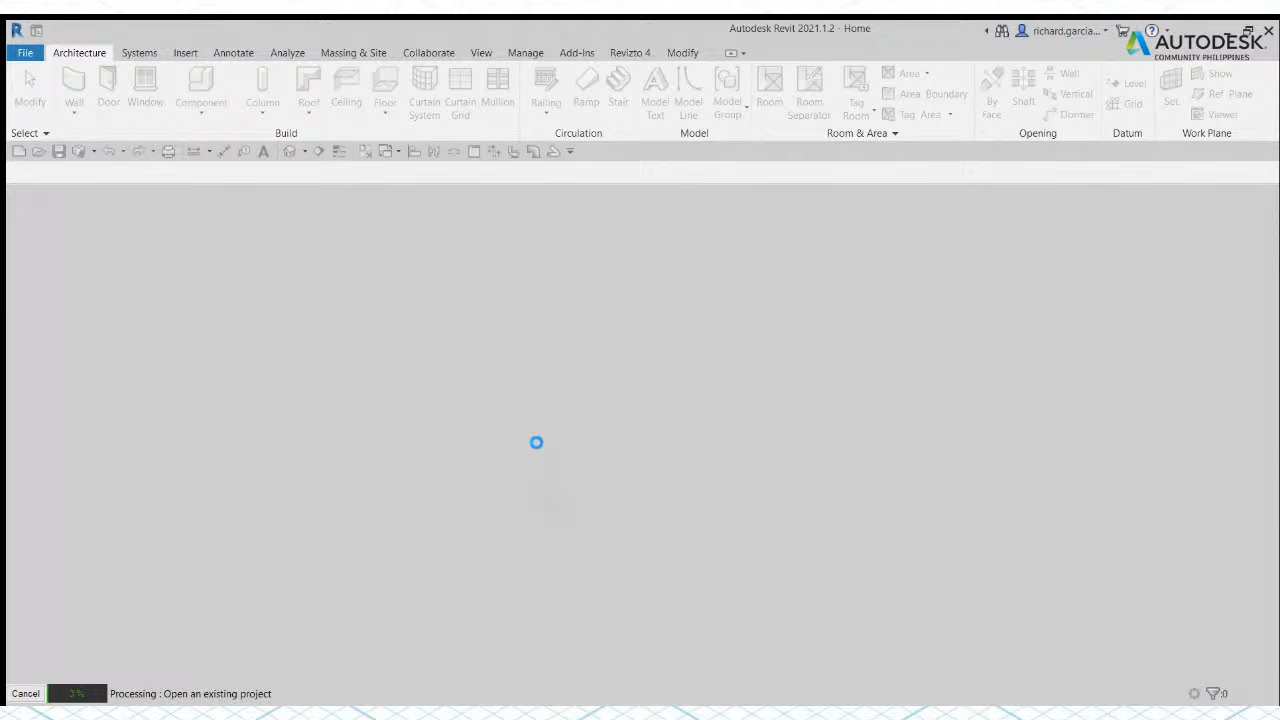 Autodesk Revit 2021.1.2 - Home
richard.garcia...
AUTODESK
COMMUNITY PHILIPPINES
File
Architecture
Systems
Insert
Annotate
Analyze
Massing & Site
Collaborate
View
Manage
Add-Ins
Revizto 4
Modify
Modify
Wall
Door
Window
Component
Column
Roof
Ceiling
Floor
Curtain
System
Curtain
Grid
Mullion
Railing
Ramp
Stair
Model
Text
Model
Line
Model
Group
Room
Room
Separator
Tag
Room
Area
Area Boundary
Tag Area
By
Face
Shaft
Wall
Vertical
Dormer
Level
Grid
Set
Show
Ref Plane
Viewer
Select
Build
Circulation
Model
Room & Area
Opening
Datum
Work Plane
Cancel
3%
Processing : Open an existing project
:0